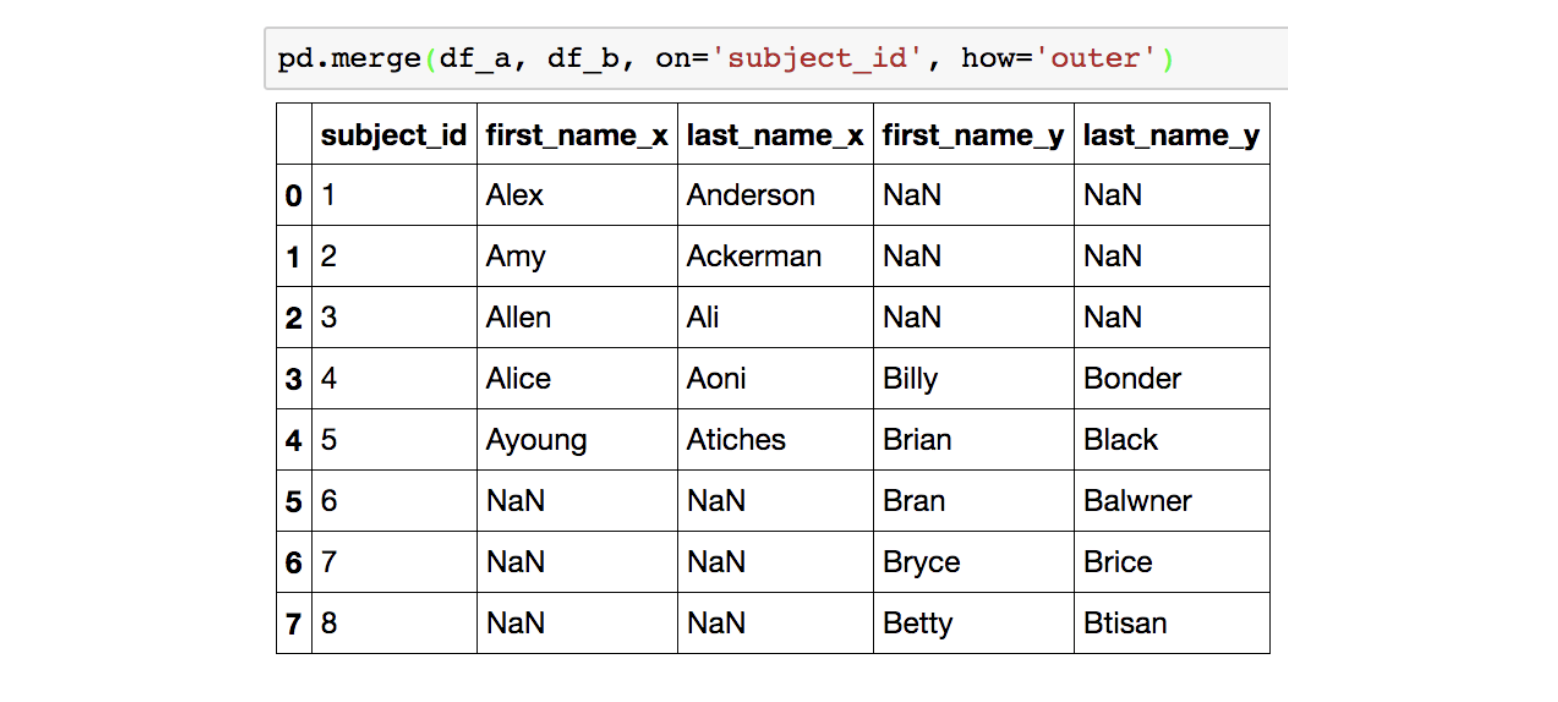 pd.merge(df_a, df_b, on='subject_id', how='outer')
subject_id first_name_x last_name_x first_name_y last_name_y
0 1 Alex Anderson NaN NaN
1 2 Amy Ackerman NaN NaN
2 3 Allen Ali NaN NaN
3 4 Alice Aoni Billy Bonder
4 5 Ayoung Atiches Brian Black
5 6 NaN NaN Bran Balwner
6 7 NaN NaN Bryce Brice
7 8 NaN NaN Betty Btisan